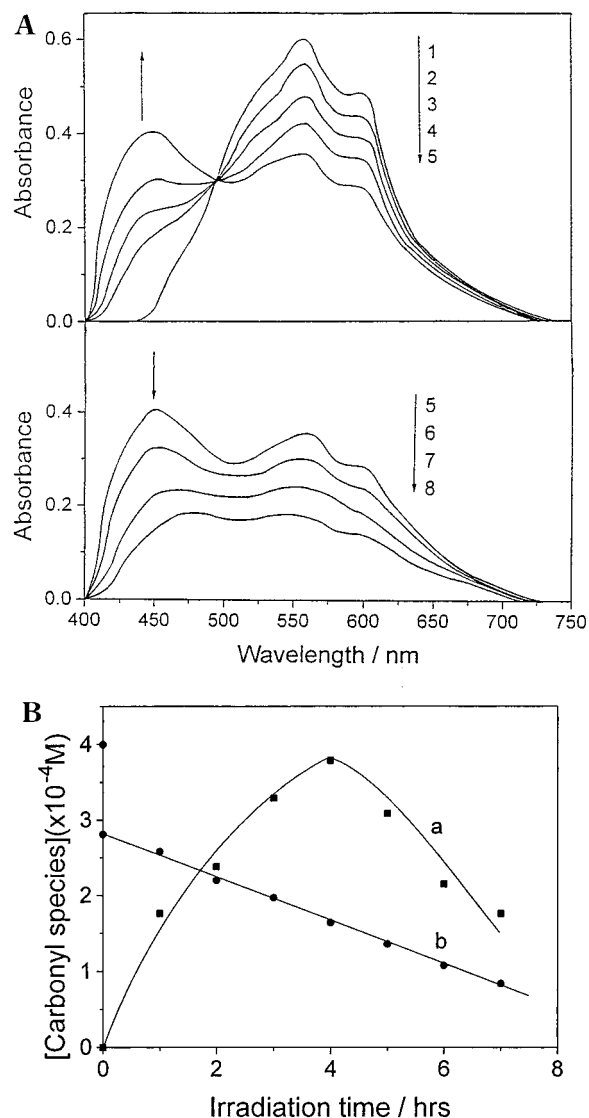 A
Absorbance
0.6
0.4
0.2
0.0
1
2
3
4
5
Absorbance
0.4
0.2
0.0
5
6
7
8
400 450 500 550 600 650 700 750
Wavelength / nm
B
[Carbonyl species](x10⁻⁴M)
4
3
2
1
0
a
b
0 2 4 6 8
Irradiation time / hrs